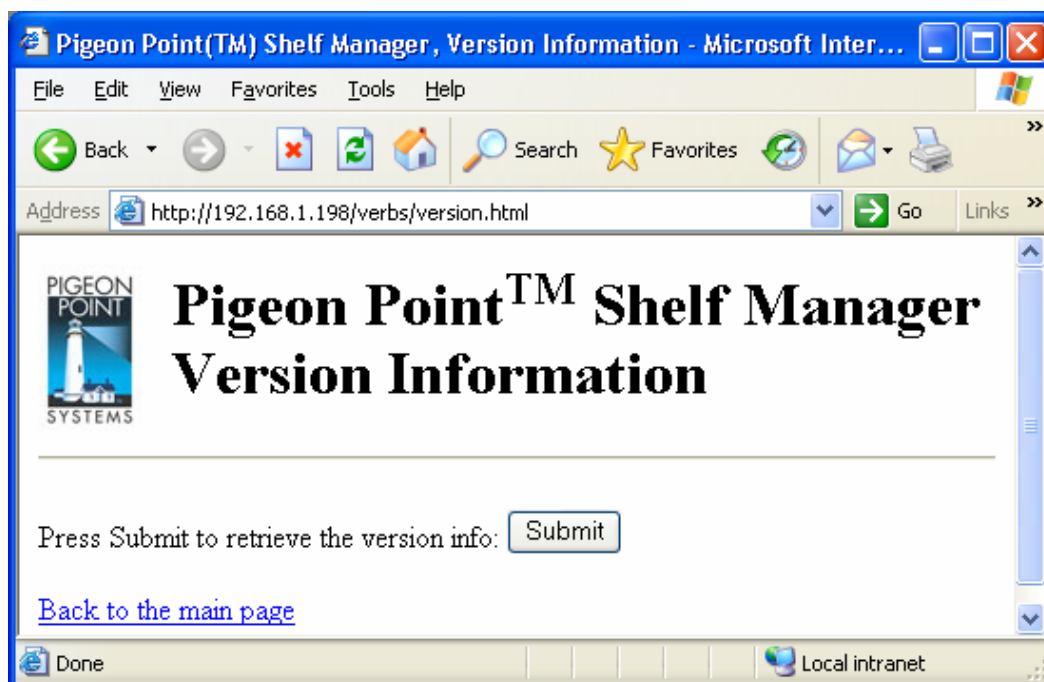 Pigeon Point(TM) Shelf Manager, Version Information - Microsoft Inter...
File Edit View Favorites Tools Help
Back Search Favorites »
Address http://192.168.1.198/verbs/version.html Go Links »
PIGEON
POINT
SYSTEMS
Pigeon Point™ Shelf Manager
Version Information
Press Submit to retrieve the version info: Submit
Back to the main page
Done Local intranet